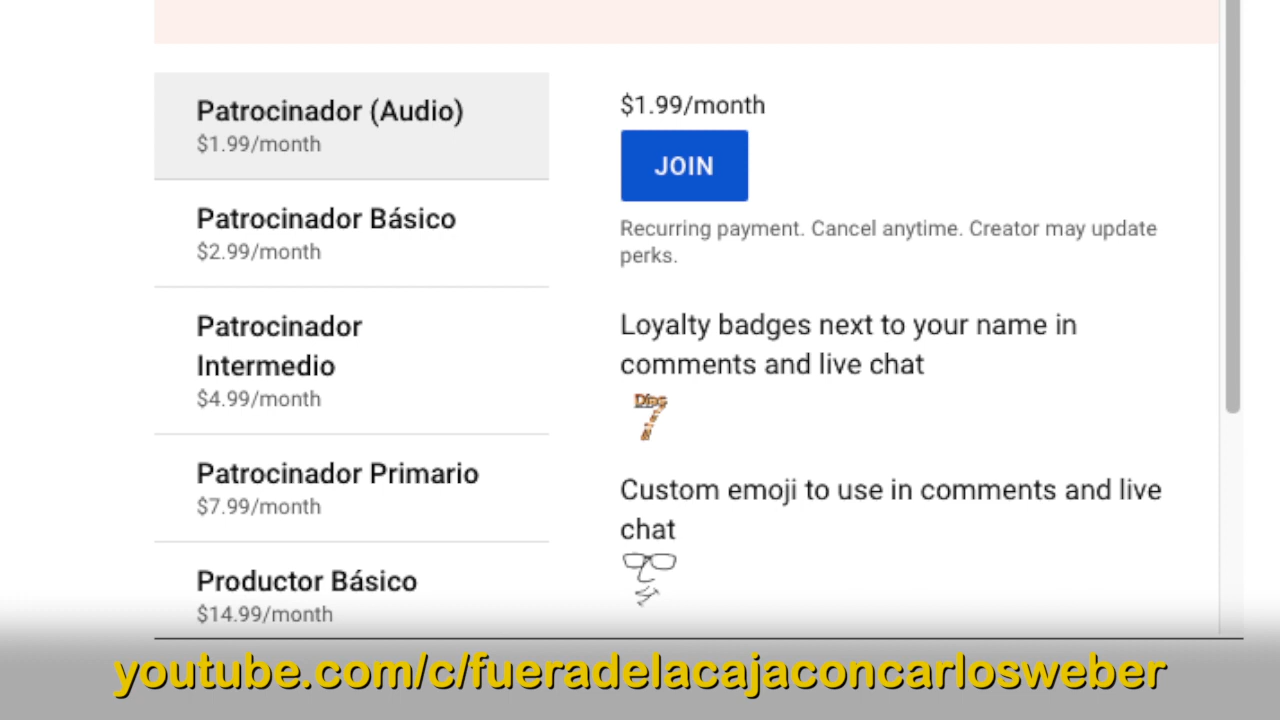 Patrocinador (Audio)
$1.99/month
Patrocinador Básico
$2.99/month
Patrocinador
Intermedio
$4.99/month
Patrocinador Primario
$7.99/month
Productor Básico
$14.99/month
$1.99/month
JOIN
Recurring payment. Cancel anytime. Creator may update
perks.
Loyalty badges next to your name in
comments and live chat
7
Custom emoji to use in comments and live
chat
youtube.com/c/fueradelacajaconcarlosweber